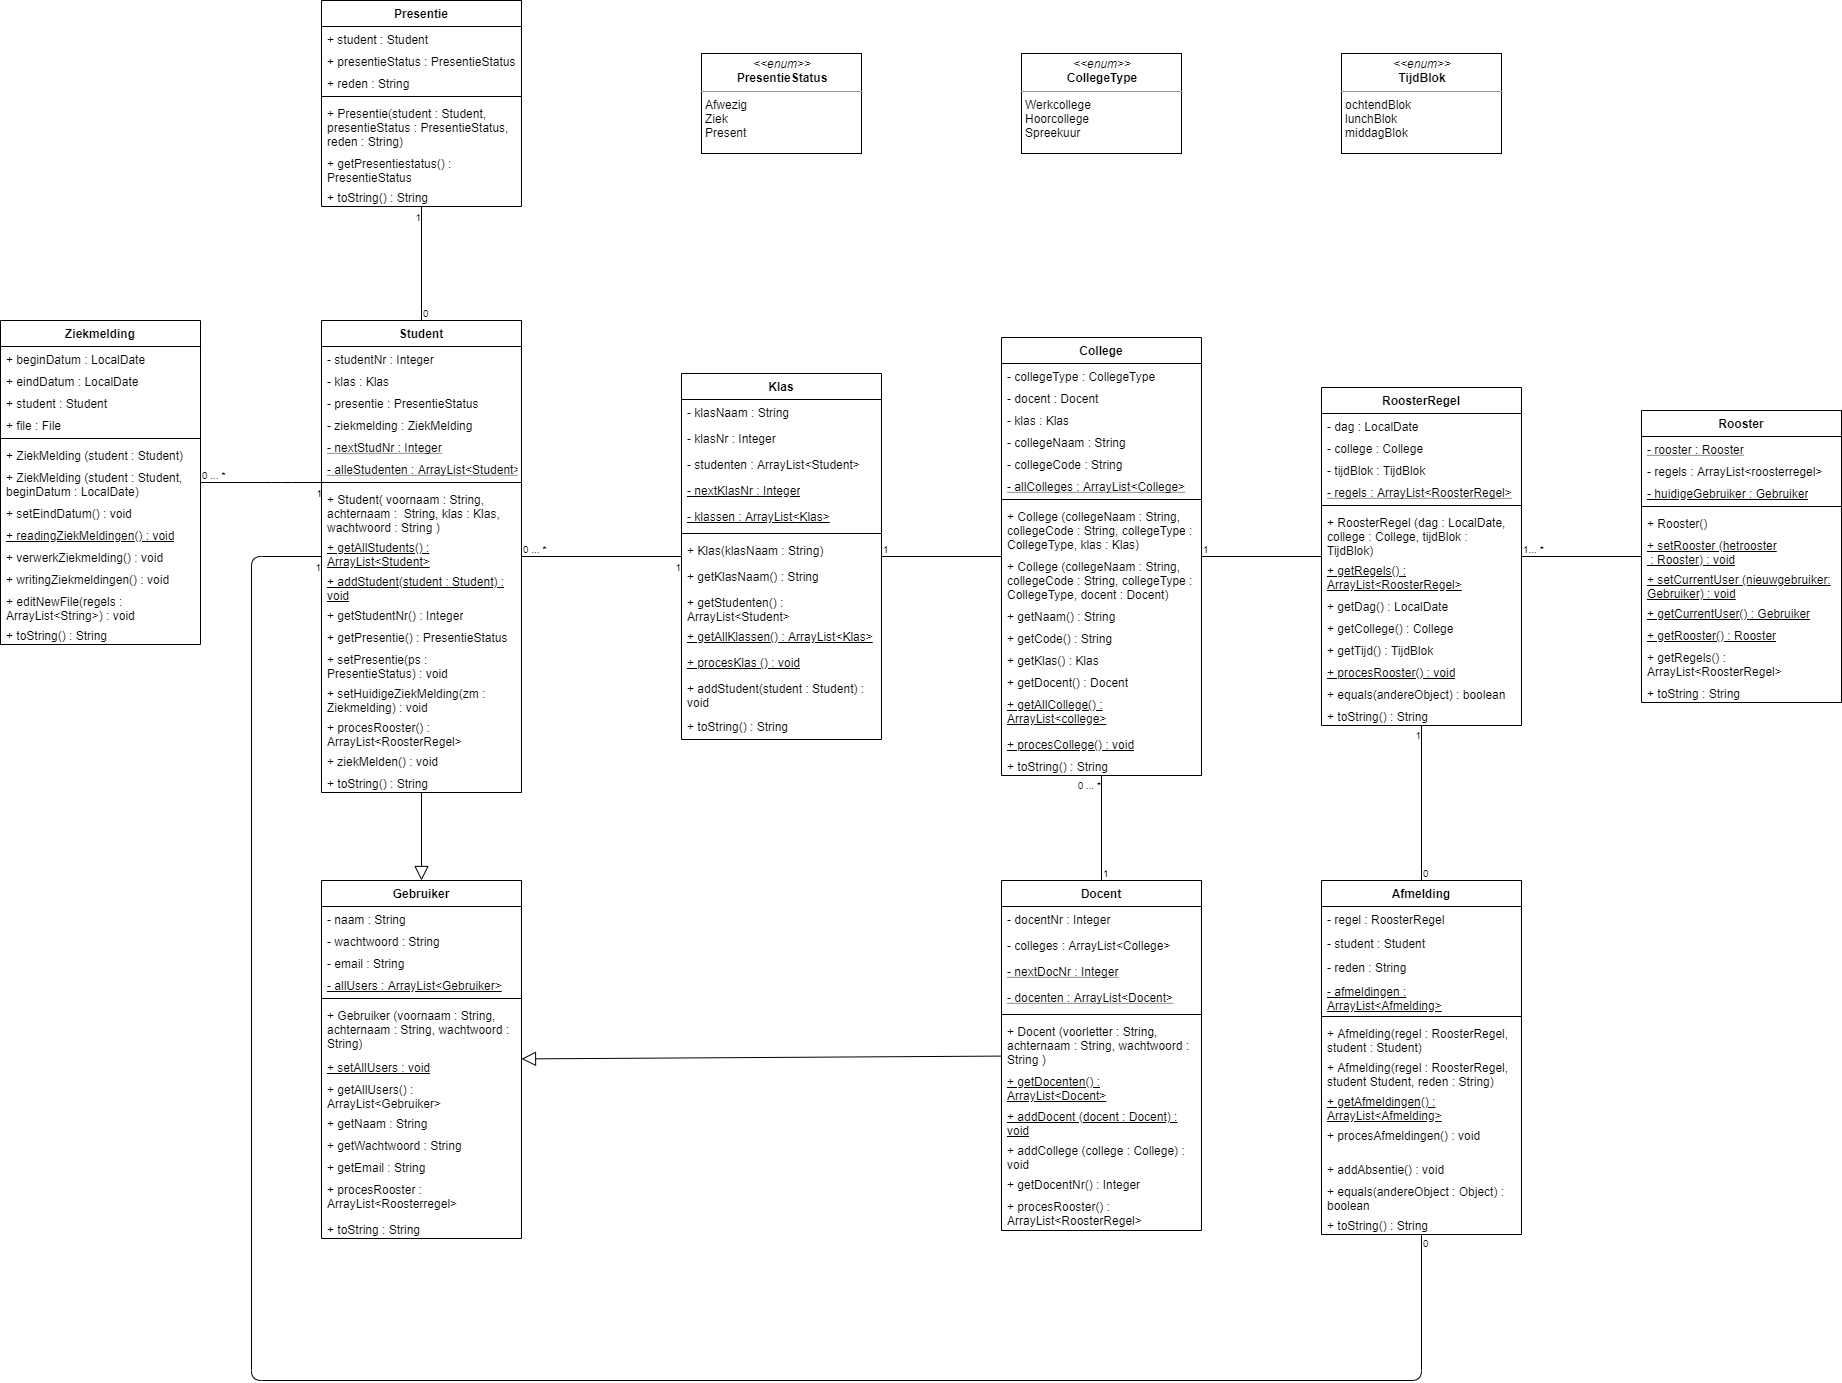 Presentie
+ student : Student
+ presentieStatus : PresentieStatus
+ reden : String
+ Presentie(student : Student,
presentieStatus : PresentieStatus,
reden : String)
+ getPresentiestatus() :
PresentieStatus
+ toString() : String
1
0
<<enum>>
PresentieStatus
Afwezig
Ziek
Present
<<enum>>
CollegeType
Werkcollege
Hoorcollege
Spreekuur
<<enum>>
TijdBlok
ochtendBlok
lunchBlok
middagBlok
Ziekmelding
+ beginDatum : LocalDate
+ eindDatum : LocalDate
+ student : Student
+ file : File
+ ZiekMelding (student : Student)
+ ZiekMelding (student : Student,
beginDatum : LocalDate)
+ setEindDatum() : void
+ readingZiekMeldingen() : void
+ verwerkZiekmelding() : void
+ writingZiekmeldingen() : void
+ editNewFile(regels :
ArrayList<String>) : void
+ toString() : String
0 ... *
1
Student
- studentNr : Integer
- klas : Klas
- presentie : PresentieStatus
- ziekmelding : ZiekMelding
- nextStudNr : Integer
- alleStudenten : ArrayList<Student>
+ Student( voornaam : String,
achternaam :  String, klas : Klas,
wachtwoord : String )
+ getAllStudents() :
ArrayList<Student>
+ addStudent(student : Student) :
void
+ getStudentNr() : Integer
+ getPresentie() : PresentieStatus
+ setPresentie(ps :
PresentieStatus) : void
+ setHuidigeZiekMelding(zm :
Ziekmelding) : void
+ procesRooster() :
ArrayList<RoosterRegel>
+ ziekMelden() : void
+ toString() : String
1
0 ... *
1
Klas
- klasNaam : String
- klasNr : Integer
- studenten : ArrayList<Student>
- nextKlasNr : Integer
- klassen : ArrayList<Klas>
+ Klas(klasNaam : String)
+ getKlasNaam() : String
+ getStudenten() :
ArrayList<Student>
+ getAllKlassen() : ArrayList<Klas>
+ procesKlas () : void
+ addStudent(student : Student) :
void
+ toString() : String
1
College
- collegeType : CollegeType
- docent : Docent
- klas : Klas
- collegeNaam : String
- collegeCode : String
- allColleges : ArrayList<College>
+ College (collegeNaam : String,
collegeCode : String, collegeType :
CollegeType, klas : Klas)
+ College (collegeNaam : String,
collegeCode : String, collegeType :
CollegeType, docent : Docent)
+ getNaam() : String
+ getCode() : String
+ getKlas() : Klas
+ getDocent() : Docent
+ getAllCollege() :
ArrayList<college>
+ procesCollege() : void
+ toString() : String
1
0 ... *
1
RoosterRegel
- dag : LocalDate
- college : College
- tijdBlok : TijdBlok
- regels : ArrayList<RoosterRegel>
+ RoosterRegel (dag : LocalDate,
college : College, tijdBlok :
TijdBlok)
+ getRegels() :
ArrayList<RoosterRegel>
+ getDag() : LocalDate
+ getCollege() : College
+ getTijd() : TijdBlok
+ procesRooster() : void
+ equals(andereObject) : boolean
+ toString() : String
1... *
1
0
Rooster
- rooster : Rooster
- regels : ArrayList<roosterregel>
- huidigeGebruiker : Gebruiker
+ Rooster()
+ setRooster (hetrooster
: Rooster) : void
+ setCurrentUser (nieuwgebruiker:
Gebruiker) : void
+ getCurrentUser() : Gebruiker
+ getRooster() : Rooster
+ getRegels() :
ArrayList<RoosterRegel>
+ toString : String
Gebruiker
- naam : String
- wachtwoord : String
- email : String
- allUsers : ArrayList<Gebruiker>
+ Gebruiker (voornaam : String,
achternaam : String, wachtwoord :
String)
+ setAllUsers : void
+ getAllUsers() :
ArrayList<Gebruiker>
+ getNaam : String
+ getWachtwoord : String
+ getEmail : String
+ procesRooster :
ArrayList<Roosterregel>
+ toString : String
Docent
- docentNr : Integer
- colleges : ArrayList<College>
- nextDocNr : Integer
- docenten : ArrayList<Docent>
+ Docent (voorletter : String,
achternaam : String, wachtwoord :
String )
+ getDocenten() :
ArrayList<Docent>
+ addDocent (docent : Docent) :
void
+ addCollege (college : College) :
void
+ getDocentNr() : Integer
+ procesRooster() :
ArrayList<RoosterRegel>
Afmelding
- regel : RoosterRegel
- student : Student
- reden : String
- afmeldingen :
ArrayList<Afmelding>
+ Afmelding(regel : RoosterRegel,
student : Student)
+ Afmelding(regel : RoosterRegel,
student Student, reden : String)
+ getAfmeldingen() :
ArrayList<Afmelding>
+ procesAfmeldingen() : void
+ addAbsentie() : void
+ equals(andereObject : Object) :
boolean
+ toString() : String
0